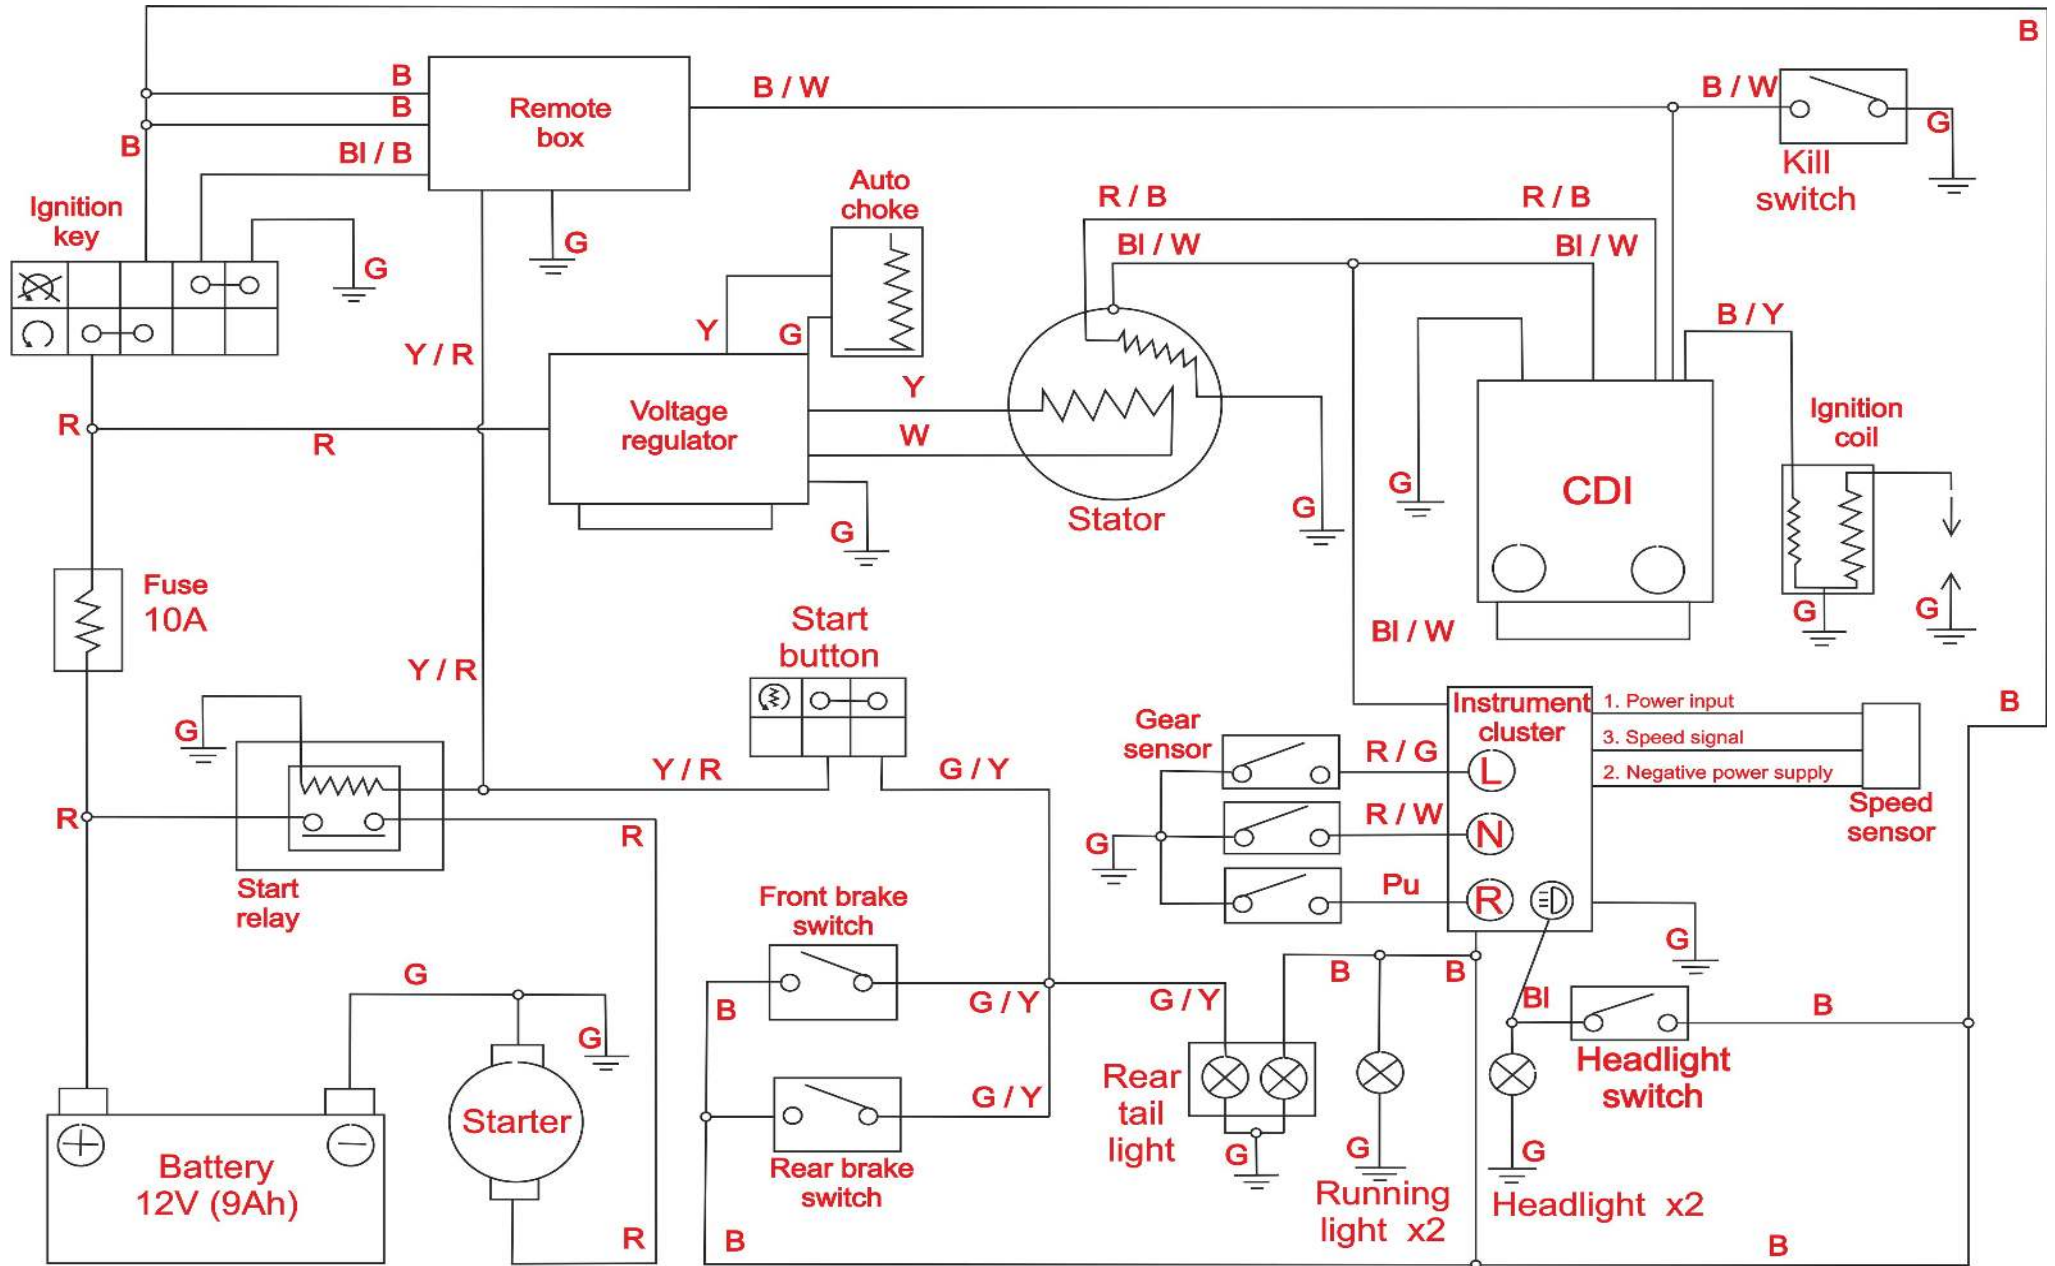 B
B
B
B
Bl / B
Remote
box
B / W
B / W
G
Kill
switch
Ignition
key
G
G
Auto
choke
R / B
R / B
Bl / W
Bl / W
Y / R
Y
G
B / Y
R
R
Voltage
regulator
Y
W
G
Stator
G
G
CDI
Ignition
coil
G
G
Fuse
10A
Y / R
Start
button
Bl / W
G
Y / R
G / Y
R
R
Start
relay
Gear
sensor
R / G
R / W
Pu
G
Instrument
cluster
L
N
R
1. Power input
3. Speed signal
2. Negative power supply
Speed
sensor
B
G
Front brake
switch
B
G / Y
G / Y
G / Y
Rear brake
switch
B
B
B
Bl
B
Headlight
switch
Rear
tail
light
G
G
Running
light x2
G
Headlight x2
B
G
G
Starter
R
Battery
12V (9Ah)